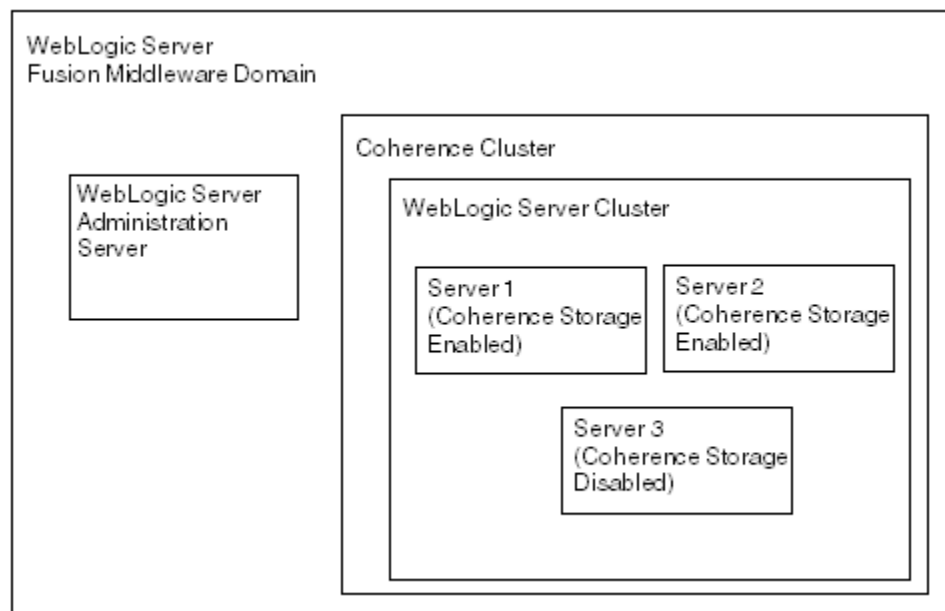 WebLogic Server
Fusion Middleware Domain
Coherence Cluster
WebLogic Server
Administration
Server
WebLogic Server Cluster
Server 1
(Coherence Storage
Enabled)
Server 2
(Coherence Storage
Enabled)
Server 3
(Coherence Storage
Disabled)